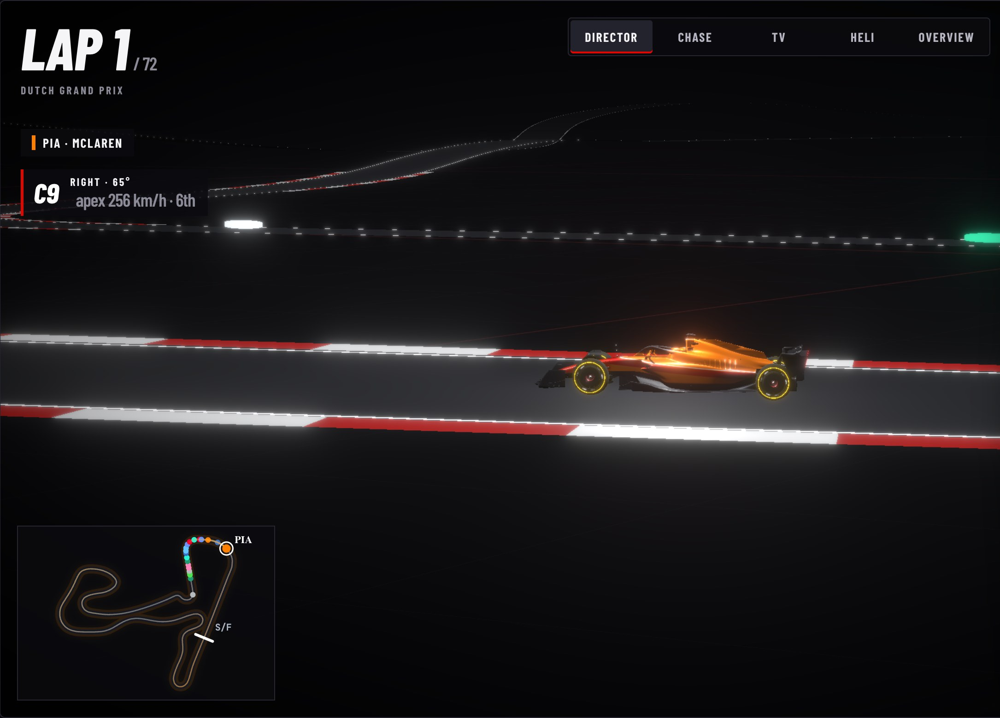 LAP 1 / 72
DUTCH GRAND PRIX
DIRECTOR CHASE TV HELI OVERVIEW
PIA · MCLAREN
C9 RIGHT · 65°
apex 256 km/h · 6th
PIA
S/F